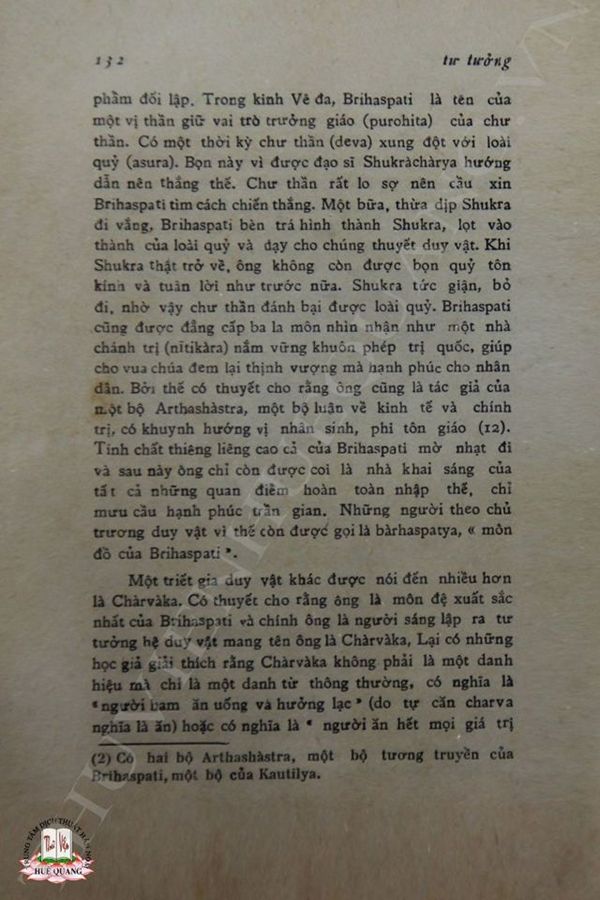 132 tư tưởng
phẩm đối lập. Trong kinh Vê đa, Brihaspati là tên của
một vị thần giữ vai trò trưởng giáo (purohita) của chư
thần. Có một thời kỳ chư thần (deva) xung đột với loài
quỷ (asura). Bọn này vì được đạo sĩ Shukràchàrya hướng
dẫn nên thắng thế. Chư thần rất lo sợ nên cầu xin
Brihaspati tìm cách chiến thắng. Một bữa, thừa dịp Shukra
đi vắng, Brihaspati bèn trá hình thành Shukra, lọt vào
thành của loài quỷ và dạy cho chúng thuyết duy vật. Khi
Shukra thật trở về, ông không còn được bọn quỷ tôn
kính và tuân lời như trước nữa. Shukra tức giận, bỏ
đi, nhờ vậy chư thần đánh bại được loài quỷ. Brihaspati
cũng được đẳng cấp ba la môn nhìn nhận như một nhà
chánh trị (nìtikàra) nắm vững khuôn phép trị quốc, giúp
cho vua chúa đem lại thịnh vượng mà hạnh phúc cho nhân
dân. Bởi thế có thuyết cho rằng ông cũng là tác giả của
một bộ Arthashàstra, một bộ luận về kinh tế và chính
trị, có khuynh hướng vị nhân sinh, phi tôn giáo (12).
Tính chất thiêng liêng cao cả của Brihaspati mờ nhạt đi
và sau này ông chỉ còn được coi là nhà khai sáng của
tất cả những quan điểm hoàn toàn nhập thế, chỉ
mưu cầu hạnh phúc trần gian. Những người theo chủ
trương duy vật vì thế còn được gọi là bàrhaspatya, « môn
đồ của Brihaspati ».
Một triết gia duy vật khác được nói đến nhiều hơn
là Chàrvàka. Có thuyết cho rằng ông là môn đệ xuất sắc
nhất của Brihaspati và chính ông là người sáng lập ra tư
tưởng hệ duy vật mang tên ông là Chàrvàka, Lại có những
học giả giải thích rằng Chàrvàka không phải là một danh
hiệu mà chỉ là một danh từ thông thường, có nghĩa là
« người ham ăn uống và hưởng lạc » (do tự căn charva
nghĩa là ăn) hoặc có nghĩa là « người ăn hết mọi giá trị
(2) Có hai bộ Arthashàstra, một bộ tương truyền của
Brihaspati, một bộ của Kautilya.
TRUNG TÂM DỊCH THUẬT HÁN NÔM
HUỆ QUANG